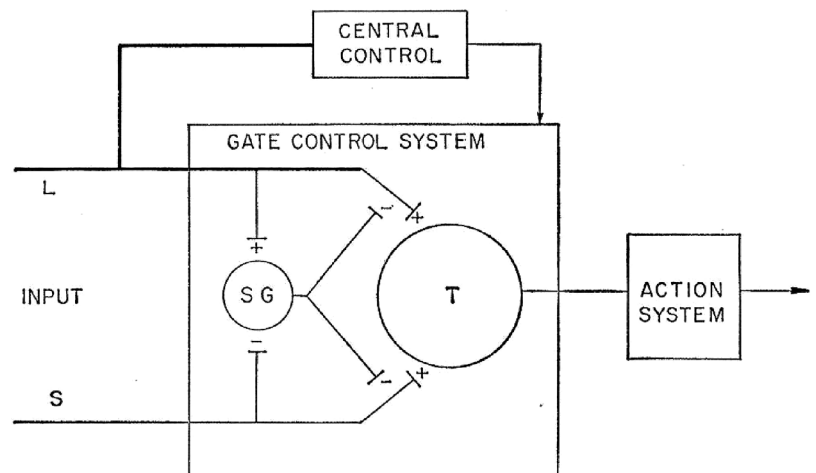 CENTRAL
CONTROL
GATE CONTROL SYSTEM
L
+
-
+
INPUT
SG
T
ACTION
SYSTEM
-
-
+
S